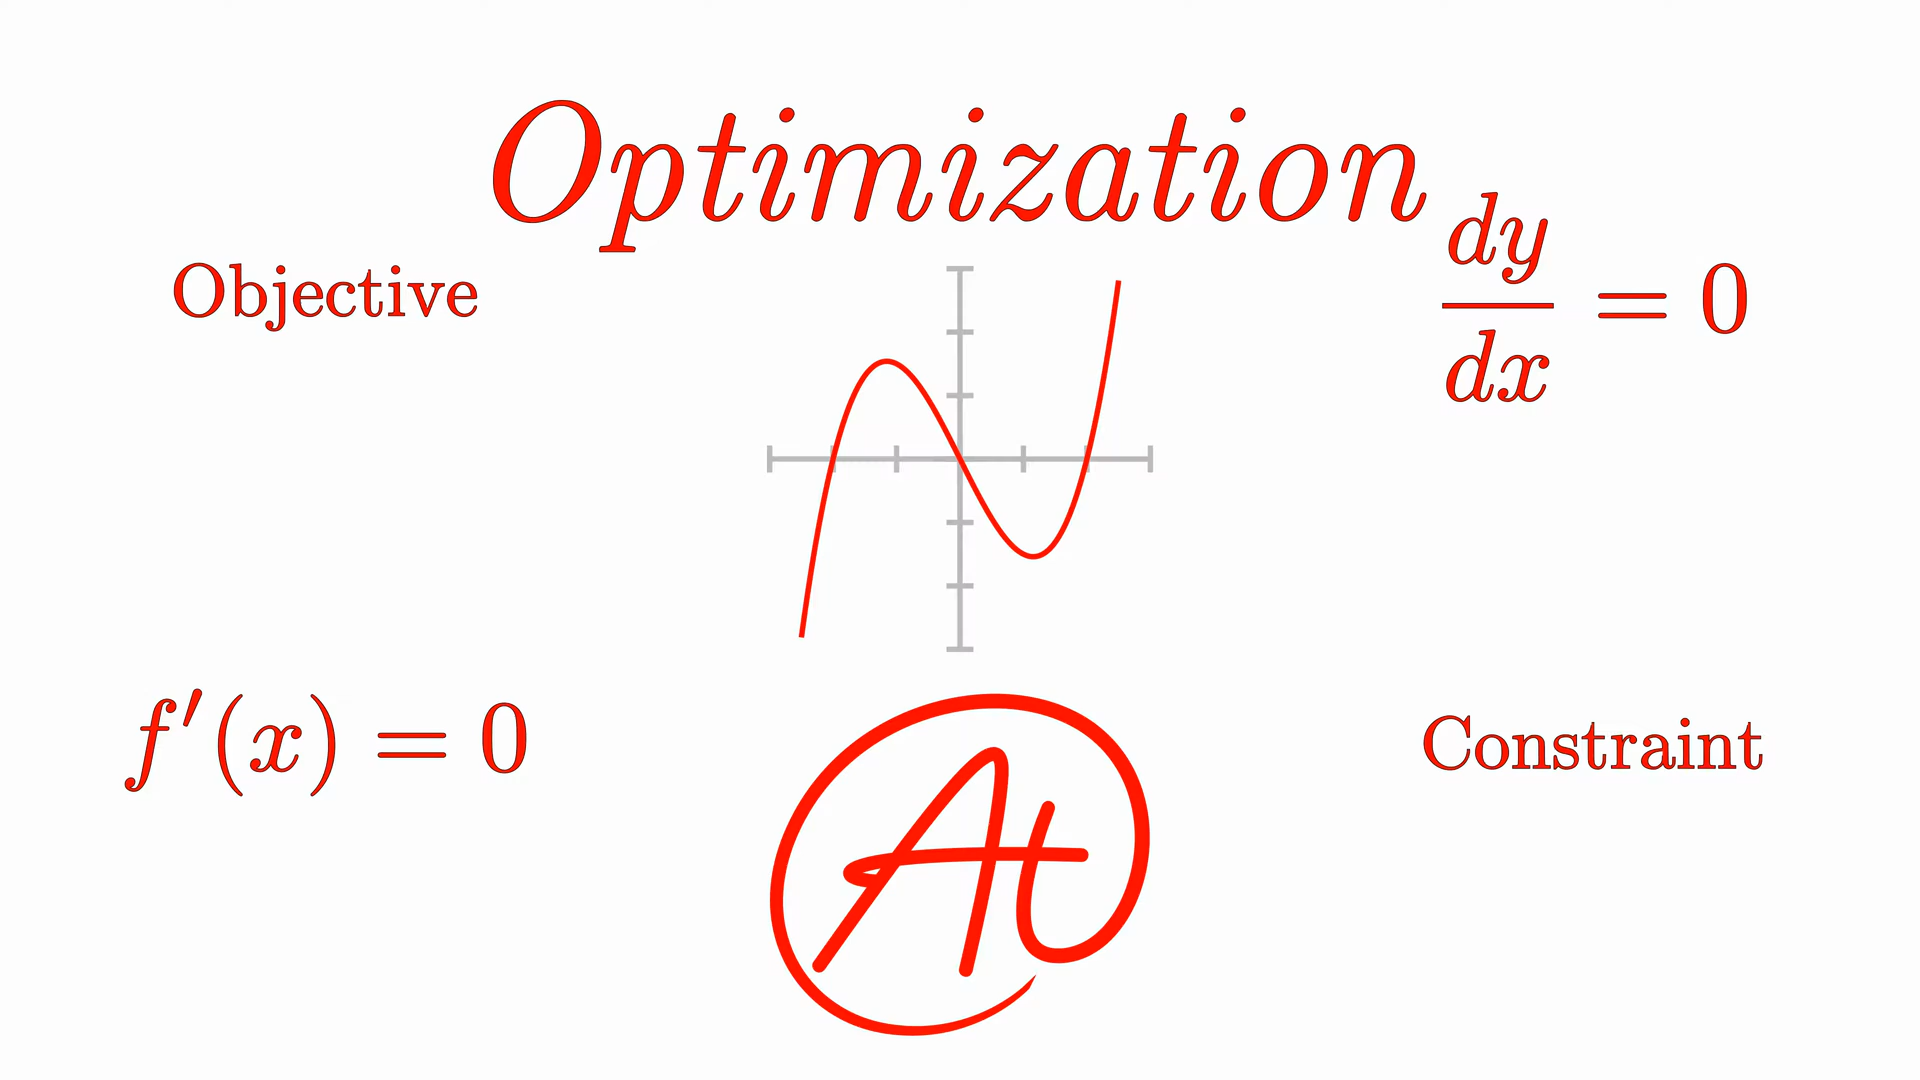 Optimization
Objective
dy/dx = 0
f′(x) = 0
Constraint
At